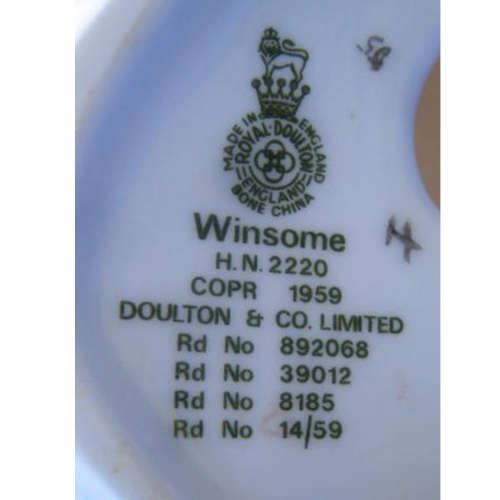 MADE IN ENGLAND
ROYAL·DOULTON
ENGLAND
BONE CHINA
Winsome
H.N. 2220
COPR 1959
DOULTON & CO. LIMITED
Rd No 892068
Rd No 39012
Rd No 8185
Rd No 14/59